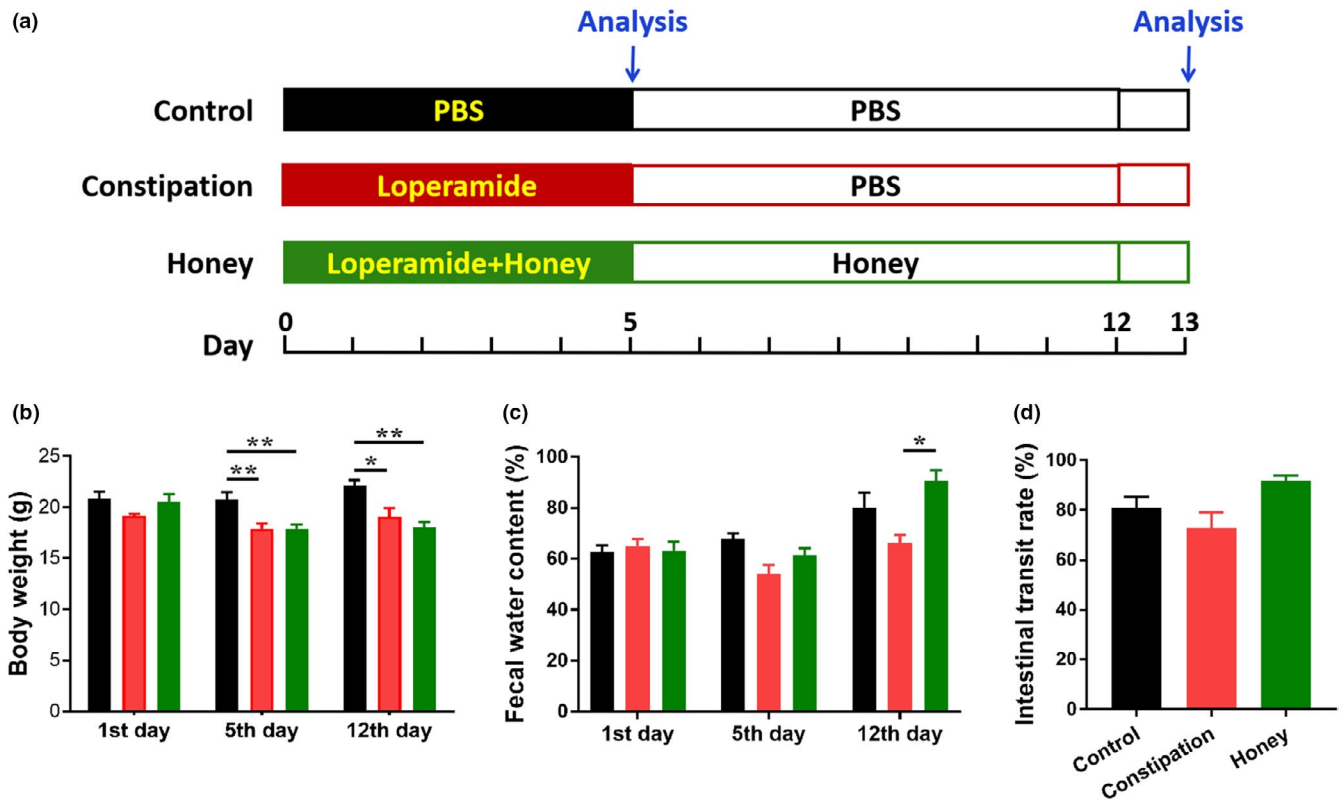 (a)
Analysis Analysis
Control PBS PBS
Constipation Loperamide PBS
Honey Loperamide+Honey Honey
0 5 12 13
Day
(b)
** ** ** *
Body weight (g)
25
20
15
10
5
0
1st day 5th day 12th day
(c)
*
Fecal water content (%)
100
80
60
40
20
0
1st day 5th day 12th day
(d)
Intestinal transit rate (%)
100
80
60
40
20
0
Control
Constipation
Honey